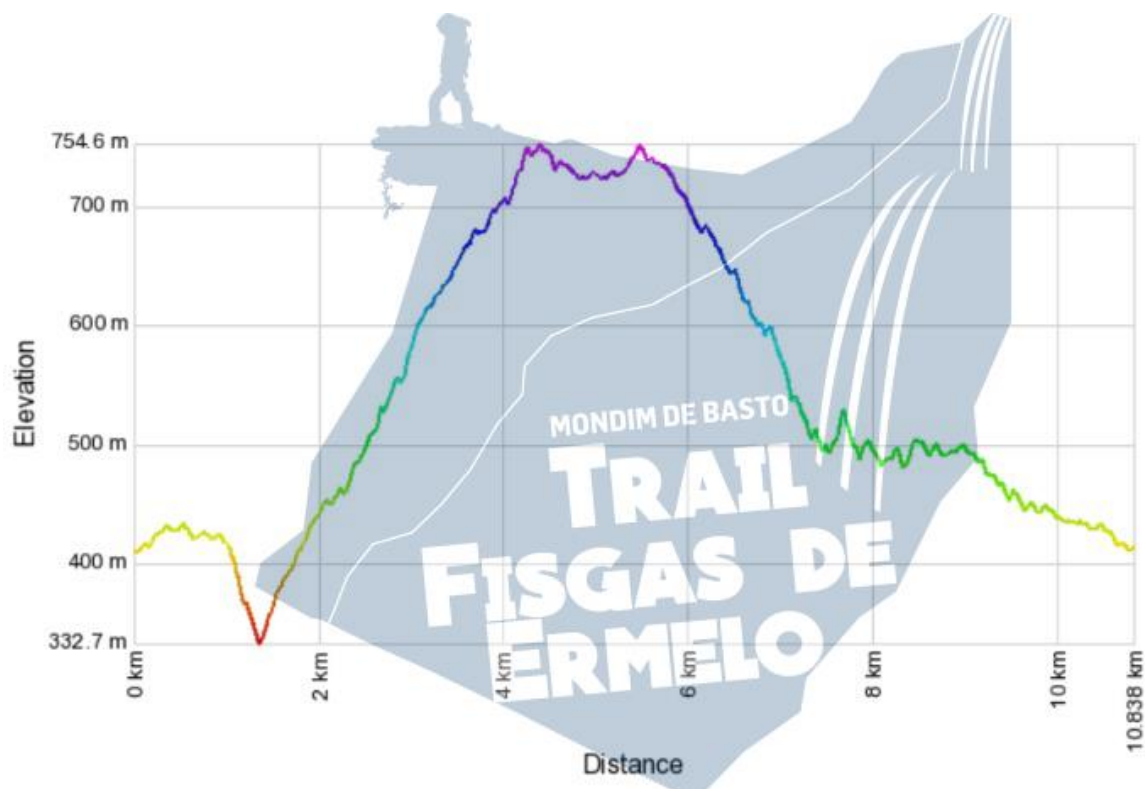 754.6 m
700 m
600 m
500 m
400 m
332.7 m
Elevation
MONDIM DE BASTO
TRAIL
FISGAS DE
ERMELO
0 km
2 km
4 km
6 km
8 km
10 km
10.838 km
Distance